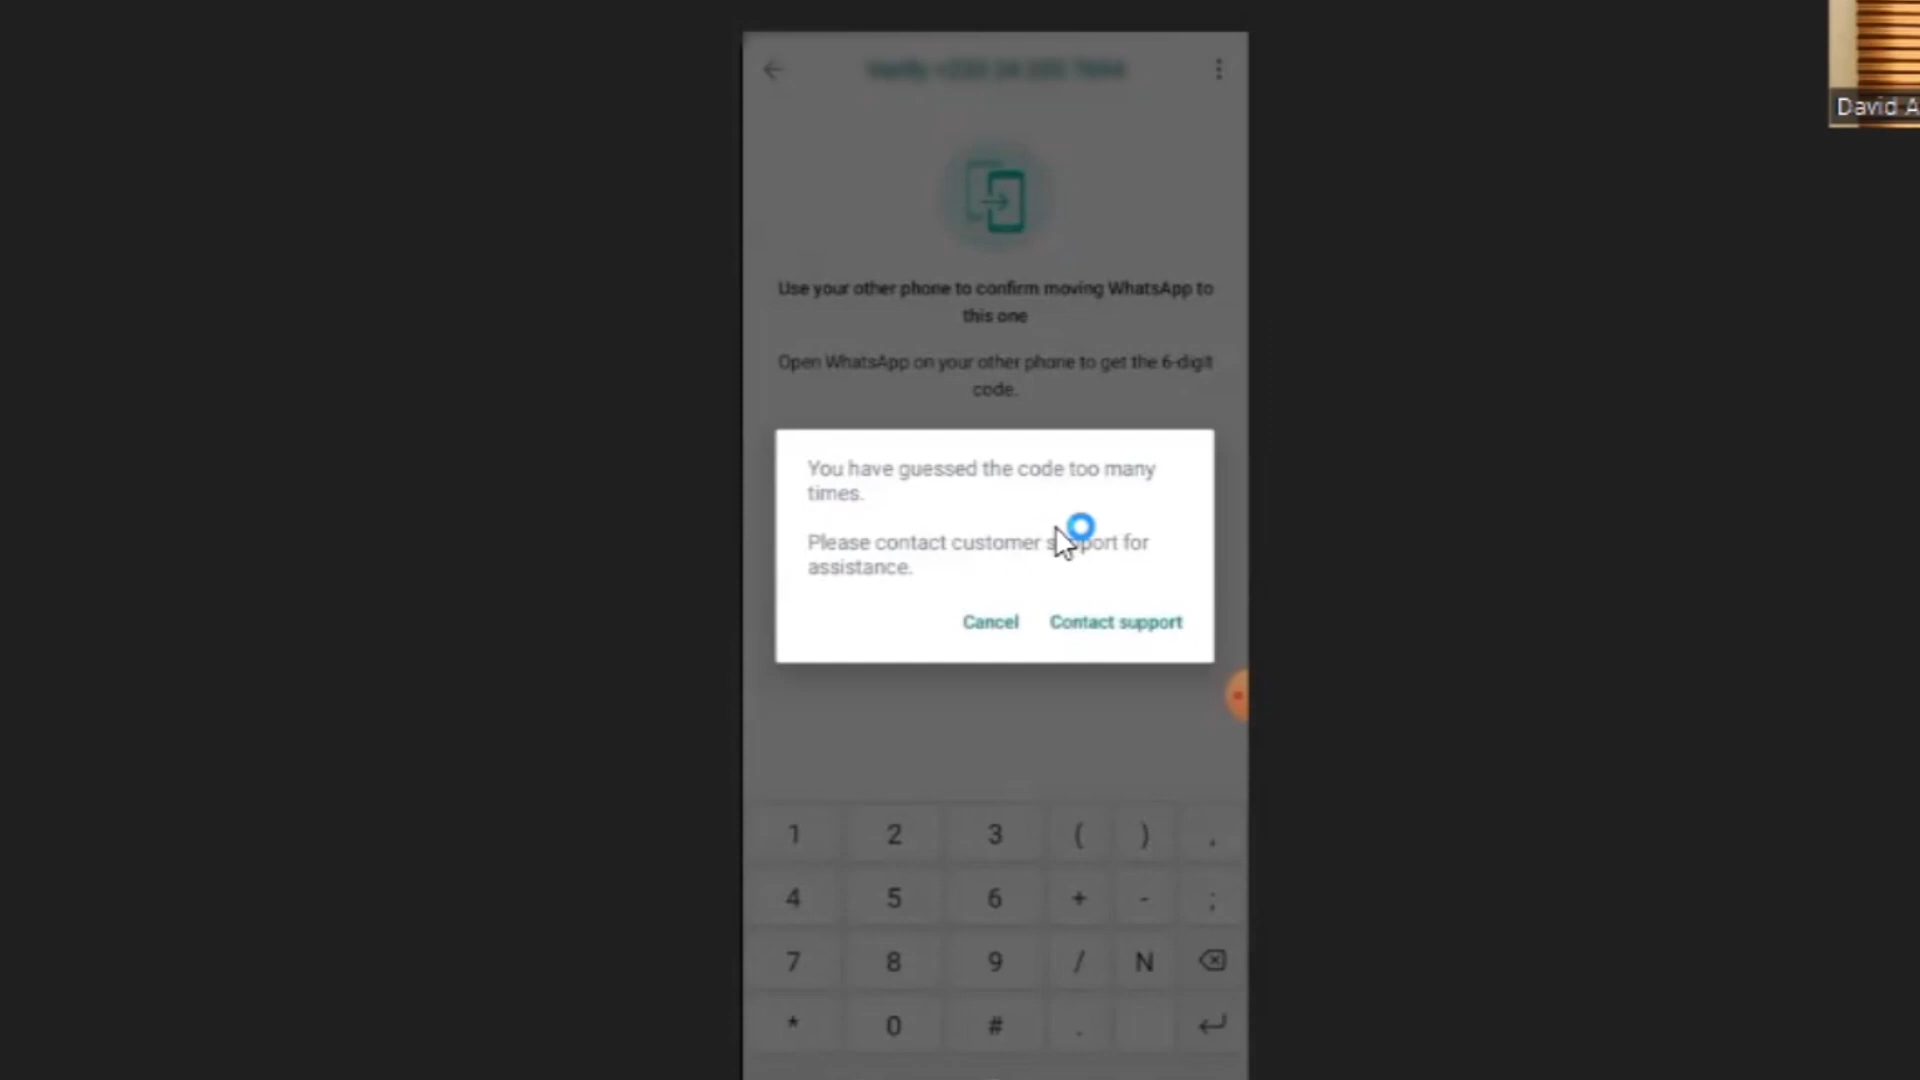 David A
Use your other phone to confirm moving WhatsApp to
this one
Open WhatsApp on your other phone to get the 6-digit
code.
You have guessed the code too many
times.
Please contact customer support for
assistance.
Cancel Contact support
1 2 3 ( ) ,
4 5 6 + - ;
7 8 9 / N
* 0 # .